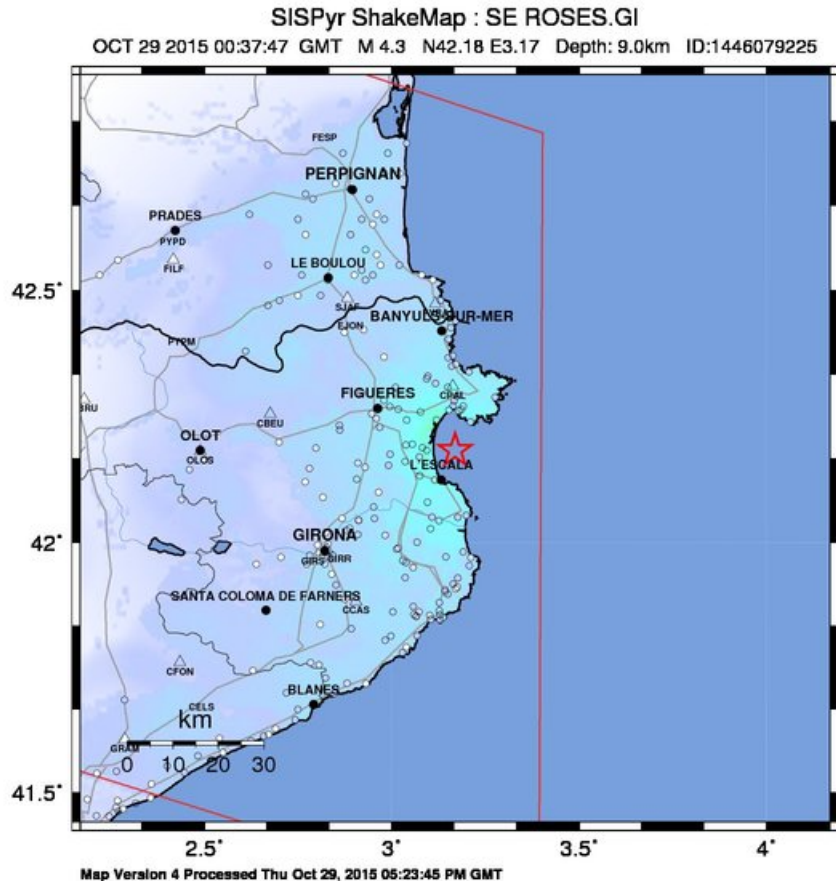 SISPyr ShakeMap : SE ROSES.GI
OCT 29 2015 00:37:47 GMT M 4.3 N42.18 E3.17 Depth: 9.0km ID:1446079225
FESP
PERPIGNAN
PRADES
PYPD
FILF
LE BOULOU
42.5˚
SJAF
BANYULS-SUR-MER
EJON
PYPM
FIGUERES
CPAL
BRU
CBEU
OLOT
OLOS
L'ESCALA
42˚
GIRONA
GIRS
GIRR
SANTA COLOMA DE FARNERS
CCAS
CFON
BLANES
CELS
km
GRAM
0 10 20 30
41.5˚
2.5˚ 3˚ 3.5˚ 4˚
Map Version 4 Processed Thu Oct 29, 2015 05:23:45 PM GMT